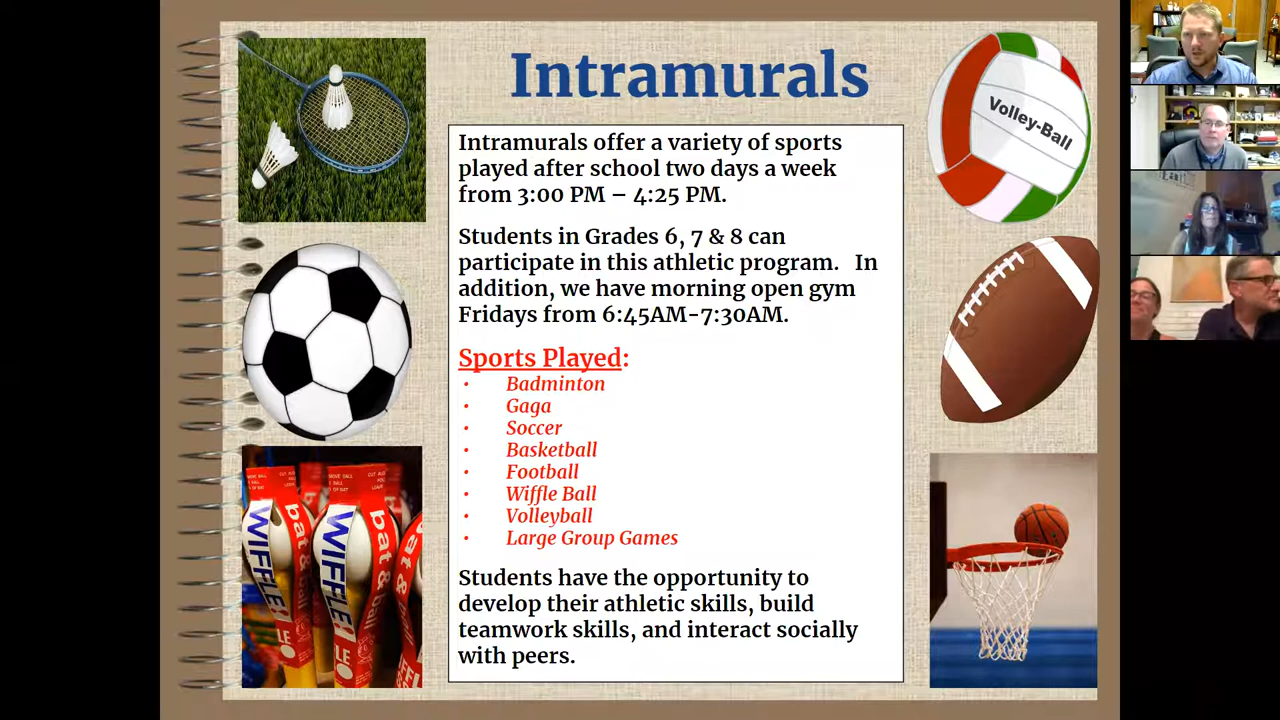 Intramurals
Intramurals offer a variety of sports
played after school two days a week
from 3:00 PM – 4:25 PM.
Students in Grades 6, 7 & 8 can
participate in this athletic program. In
addition, we have morning open gym
Fridays from 6:45AM-7:30AM.
Sports Played:
• Badminton
• Gaga
• Soccer
• Basketball
• Football
• Wiffle Ball
• Volleyball
• Large Group Games
Students have the opportunity to
develop their athletic skills, build
teamwork skills, and interact socially
with peers.
Volley-Ball
WIFFLE
bat &
WIFFLE
bat & ball